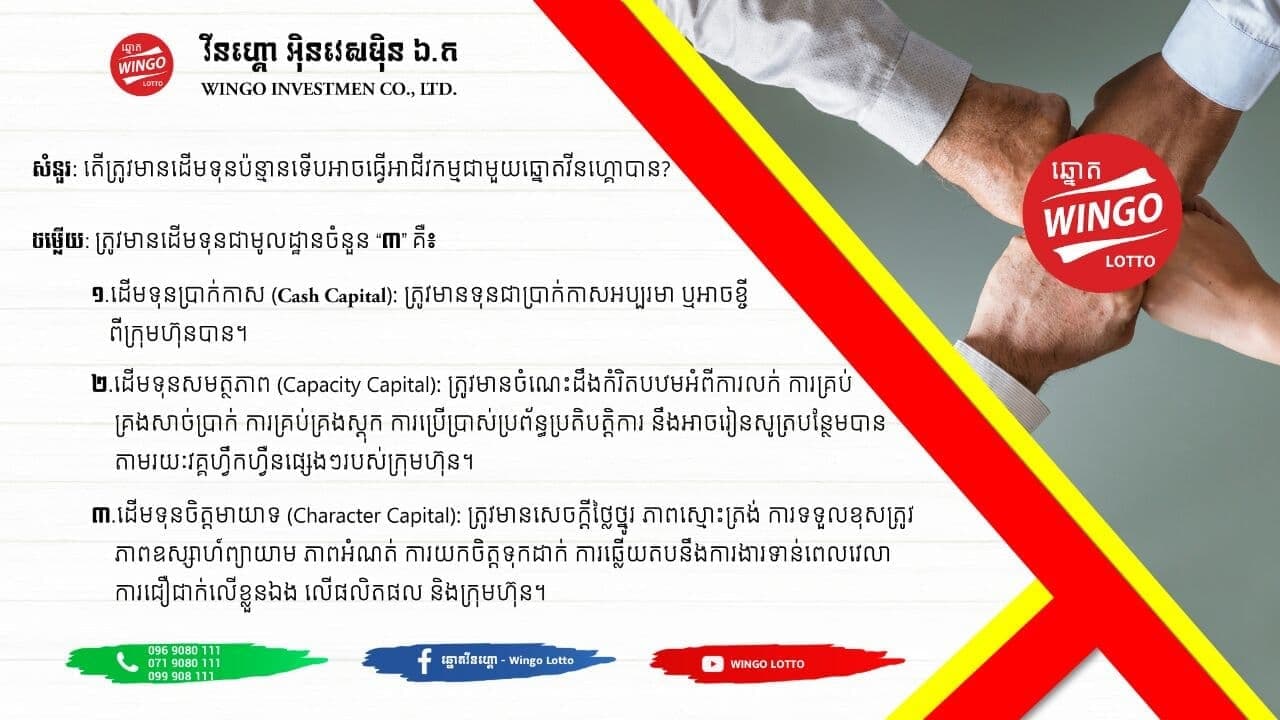 ឆ្នោត
WINGO
LOTTO
វីនហ្គោ អ៊ិនវេសម៉ិន ឯ.ក
WINGO INVESTMEN CO., LTD.
សំនួរ: តើត្រូវមានដើមទុនប៉ន្មានទើបអាចធ្វើអាជីវកម្មជាមួយឆ្នោតវីនហ្គោបាន?
ចម្លើយ: ត្រូវមានដើមទុនជាមូលដ្ឋានចំនួន “៣” គឺ៖
១.ដើមទុនប្រាក់កាស (Cash Capital): ត្រូវមានទុនជាប្រាក់កាសអប្បរមា ឬអាចខ្ចី
ពីក្រុមហ៊ុនបាន។
២.ដើមទុនសមត្ថភាព (Capacity Capital): ត្រូវមានចំណេះដឹងកំរិតបឋមអំពីការលក់ ការគ្រប់
គ្រងសាច់ប្រាក់ ការគ្រប់គ្រងស្តុក ការប្រើប្រាស់ប្រព័ន្ធប្រតិបត្តិការ នឹងអាចរៀនសូត្របន្ថែមបាន
តាមរយៈវគ្គហ្វឹកហ្វឺនផ្សេងៗរបស់ក្រុមហ៊ុន។
៣.ដើមទុនចិត្តមាយាទ (Character Capital): ត្រូវមានសេចក្តីថ្លៃថ្នូរ ភាពស្មោះត្រង់ ការទទួលខុសត្រូវ
ភាពឧស្សាហ៍ព្យាយាម ភាពអំណត់ ការយកចិត្តទុកដាក់ ការឆ្លើយតបនឹងការងារទាន់ពេលវេលា
ការជឿជាក់លើខ្លួនឯង លើផលិតផល និងក្រុមហ៊ុន។
ឆ្នោត
WINGO
LOTTO
096 9080 111
071 9080 111
099 908 111
ឆ្នោតវីនហ្គោ - Wingo Lotto
WINGO LOTTO